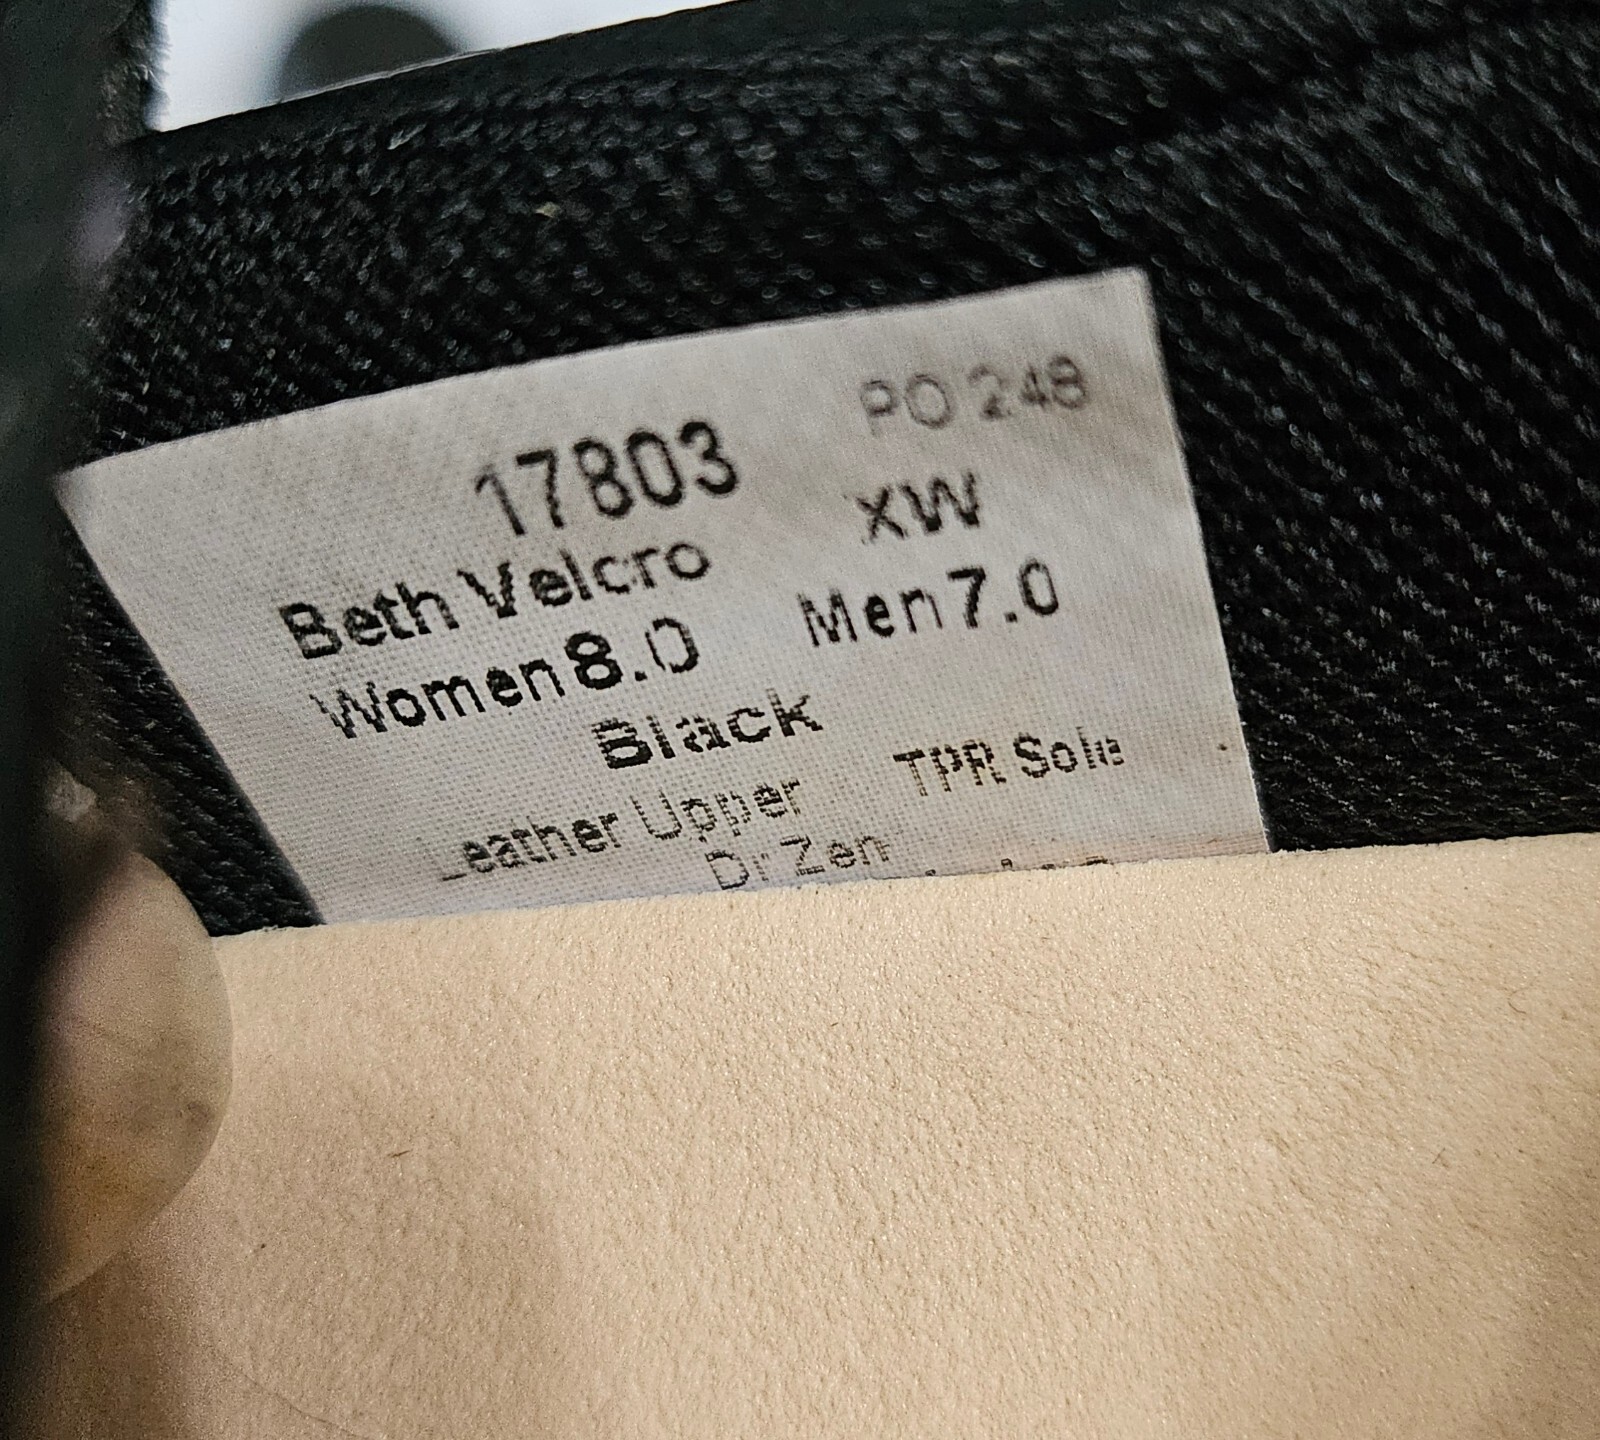 PO 248
17803 XW
Beth Velcro
Women 8.0 Men 7.0
Black
Leather Upper TPR Sole
Dr Zen